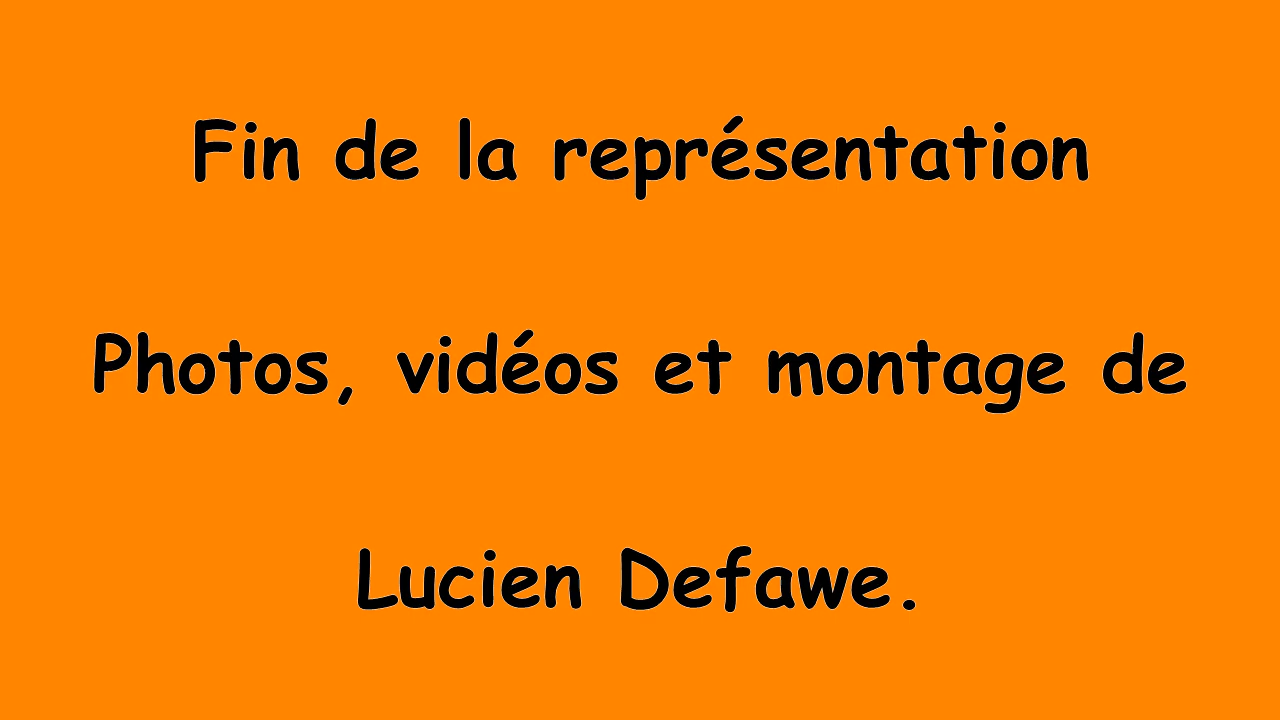 Fin de la représentation
Photos, vidéos et montage de
Lucien Defawe.